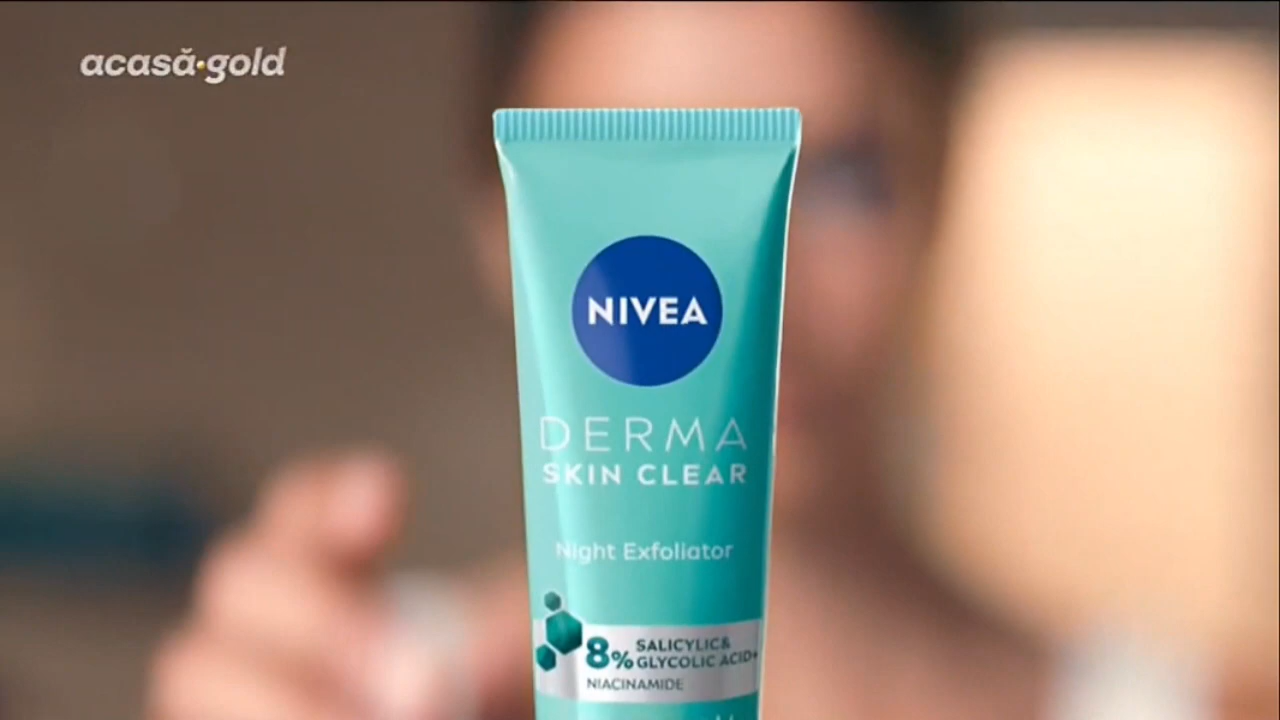 acasă·gold
NIVEA
DERMA
SKIN CLEAR
Night Exfoliator
8% SALICYLIC&
GLYCOLIC ACID+
NIACINAMIDE